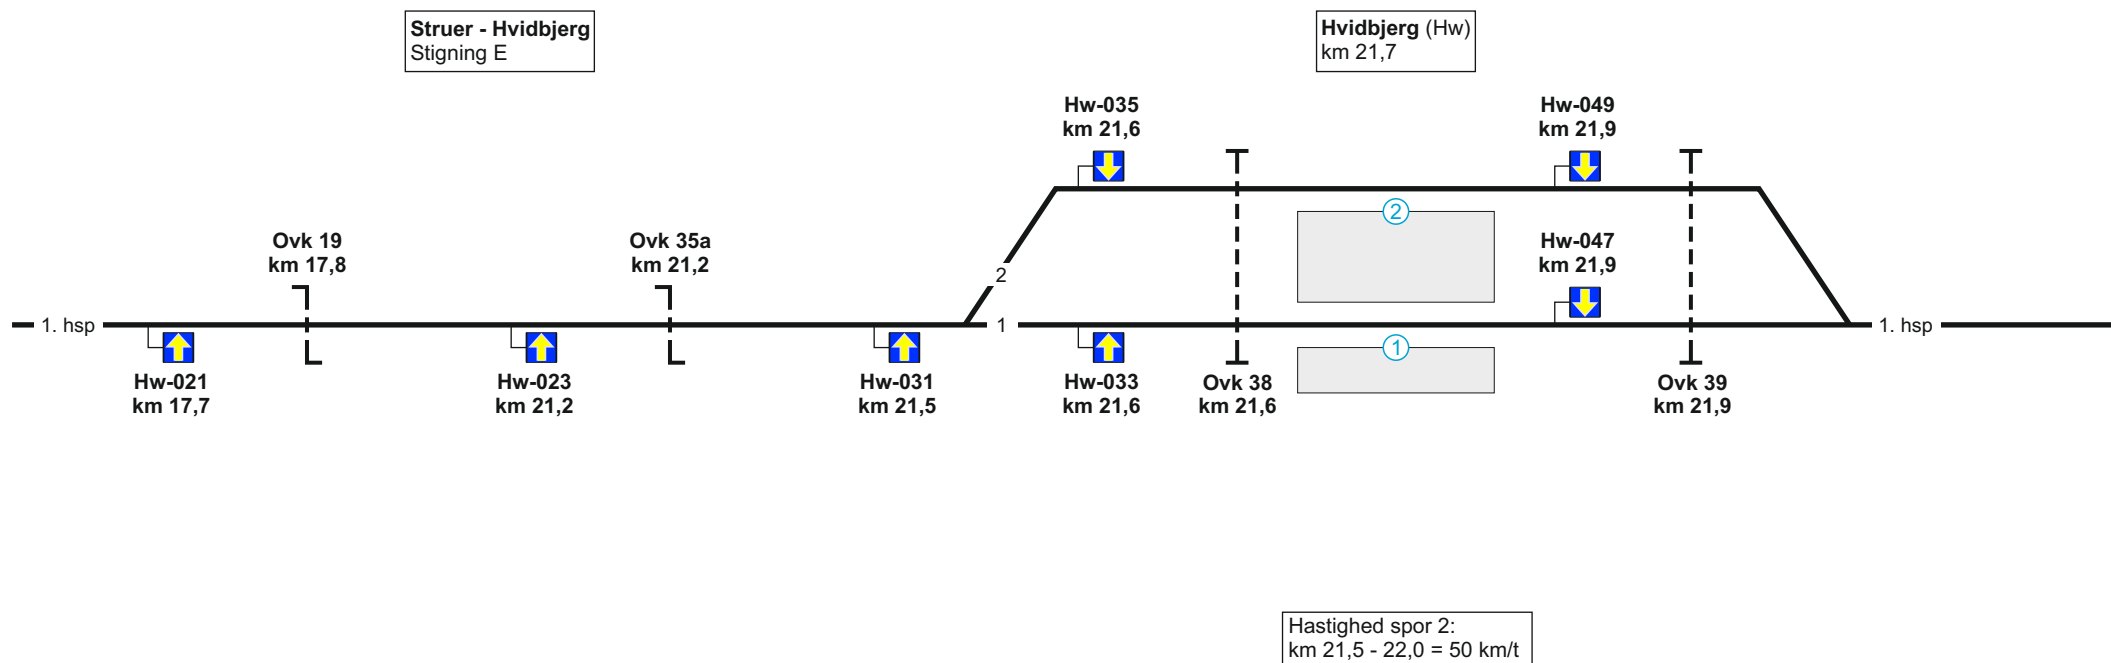 Struer - Hvidbjerg
Stigning E
Hvidbjerg (Hw)
km 21,7
Hw-035
km 21,6
Hw-049
km 21,9
2
Ovk 19
km 17,8
Ovk 35a
km 21,2
Hw-047
km 21,9
2
1. hsp
1
1. hsp
1
Hw-021
km 17,7
Hw-023
km 21,2
Hw-031
km 21,5
Hw-033
km 21,6
Ovk 38
km 21,6
Ovk 39
km 21,9
Hastighed spor 2:
km 21,5 - 22,0 = 50 km/t